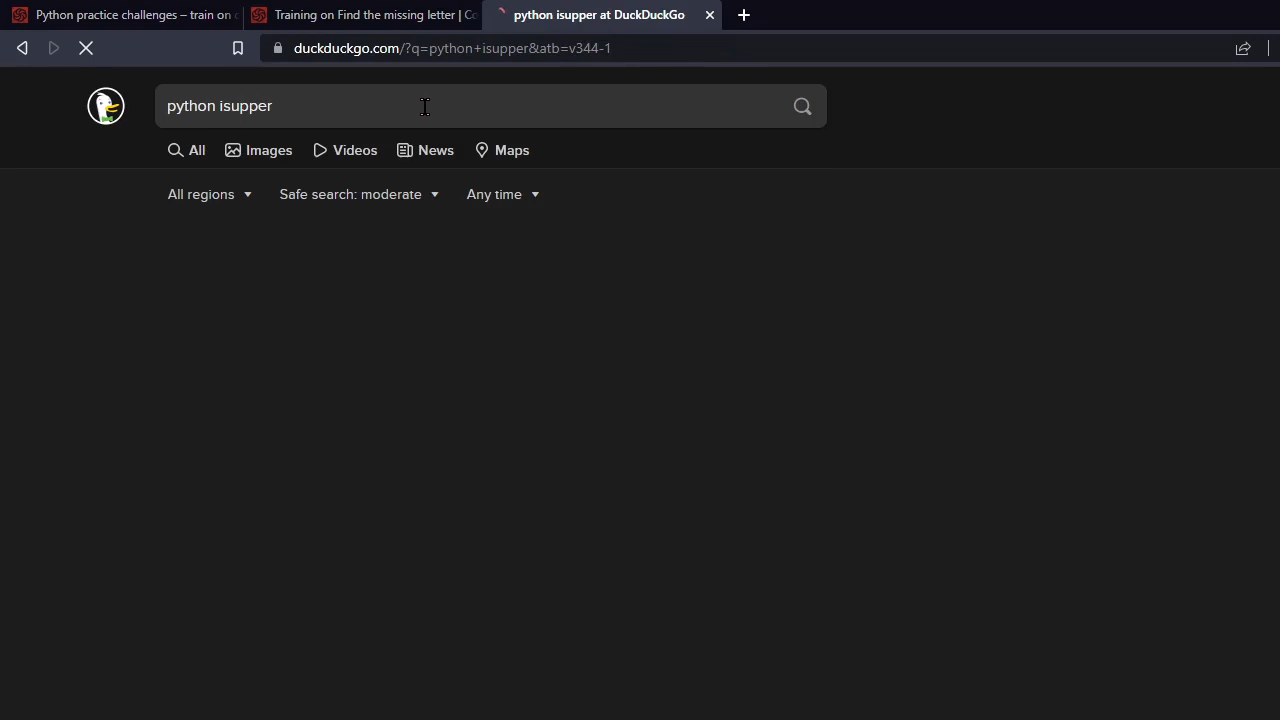 Python practice challenges – train on
Training on Find the missing letter | Co
python isupper at DuckDuckGo
duckduckgo.com/?q=python+isupper&atb=v344-1
python isupper
All
Images
Videos
News
Maps
All regions
Safe search: moderate
Any time